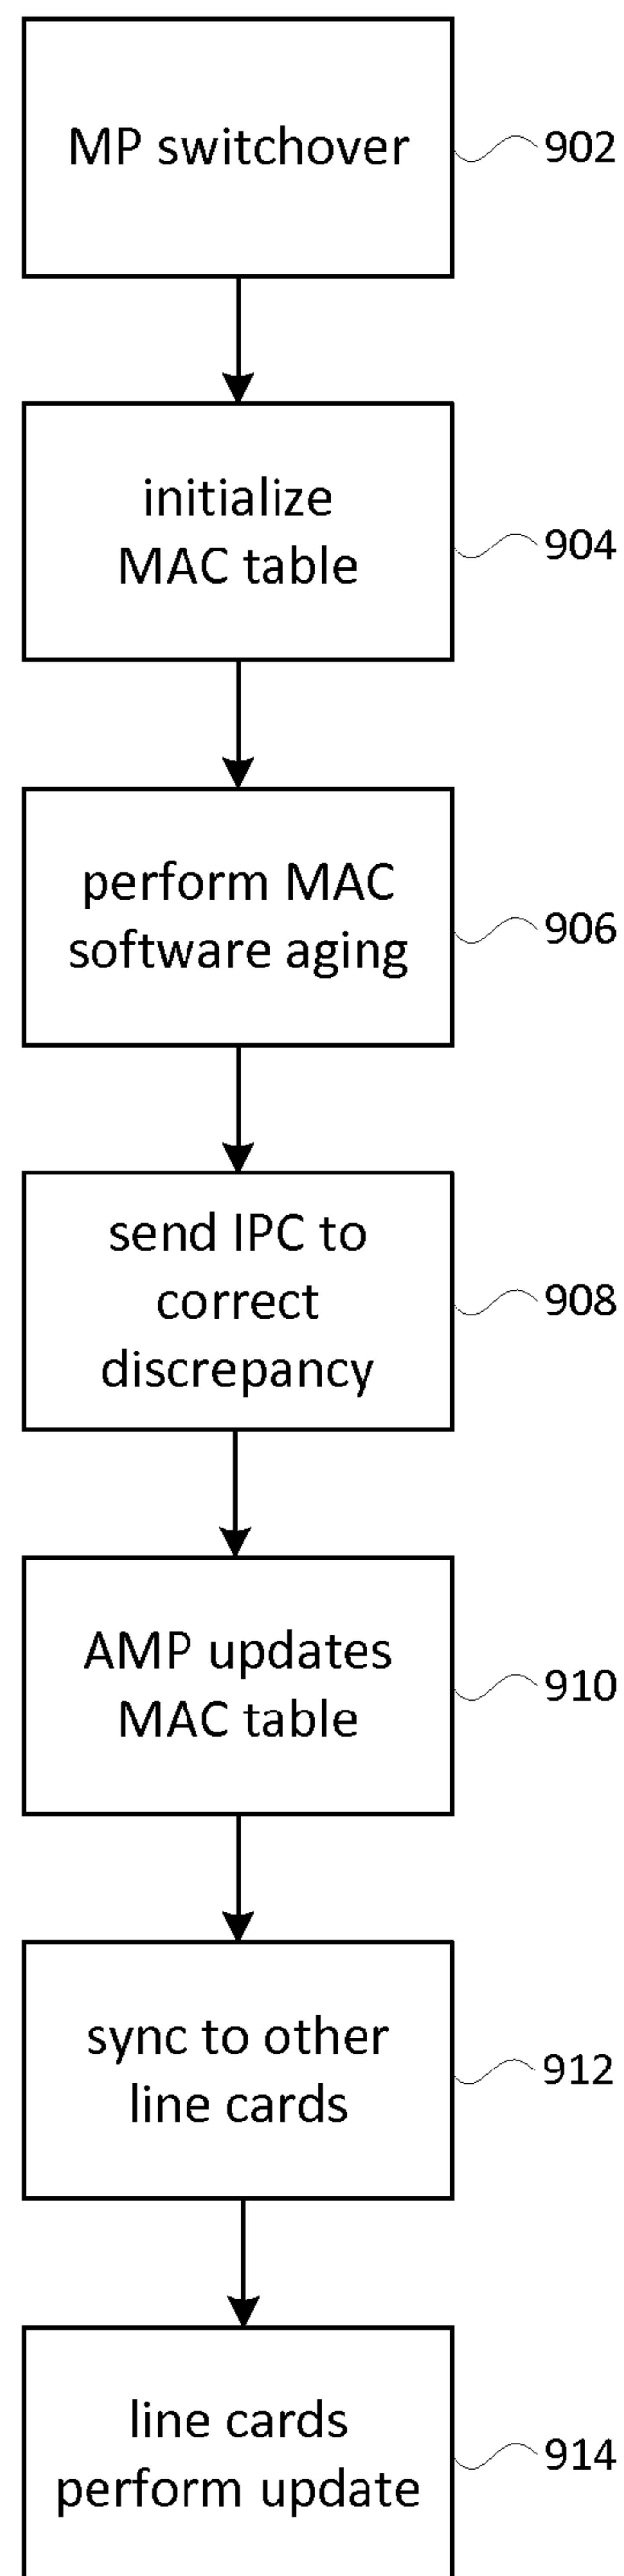 MP switchover
902
initialize
MAC table
904
perform MAC
software aging
906
send IPC to
correct
discrepancy
908
AMP updates
MAC table
910
sync to other
line cards
912
line cards
perform update
914